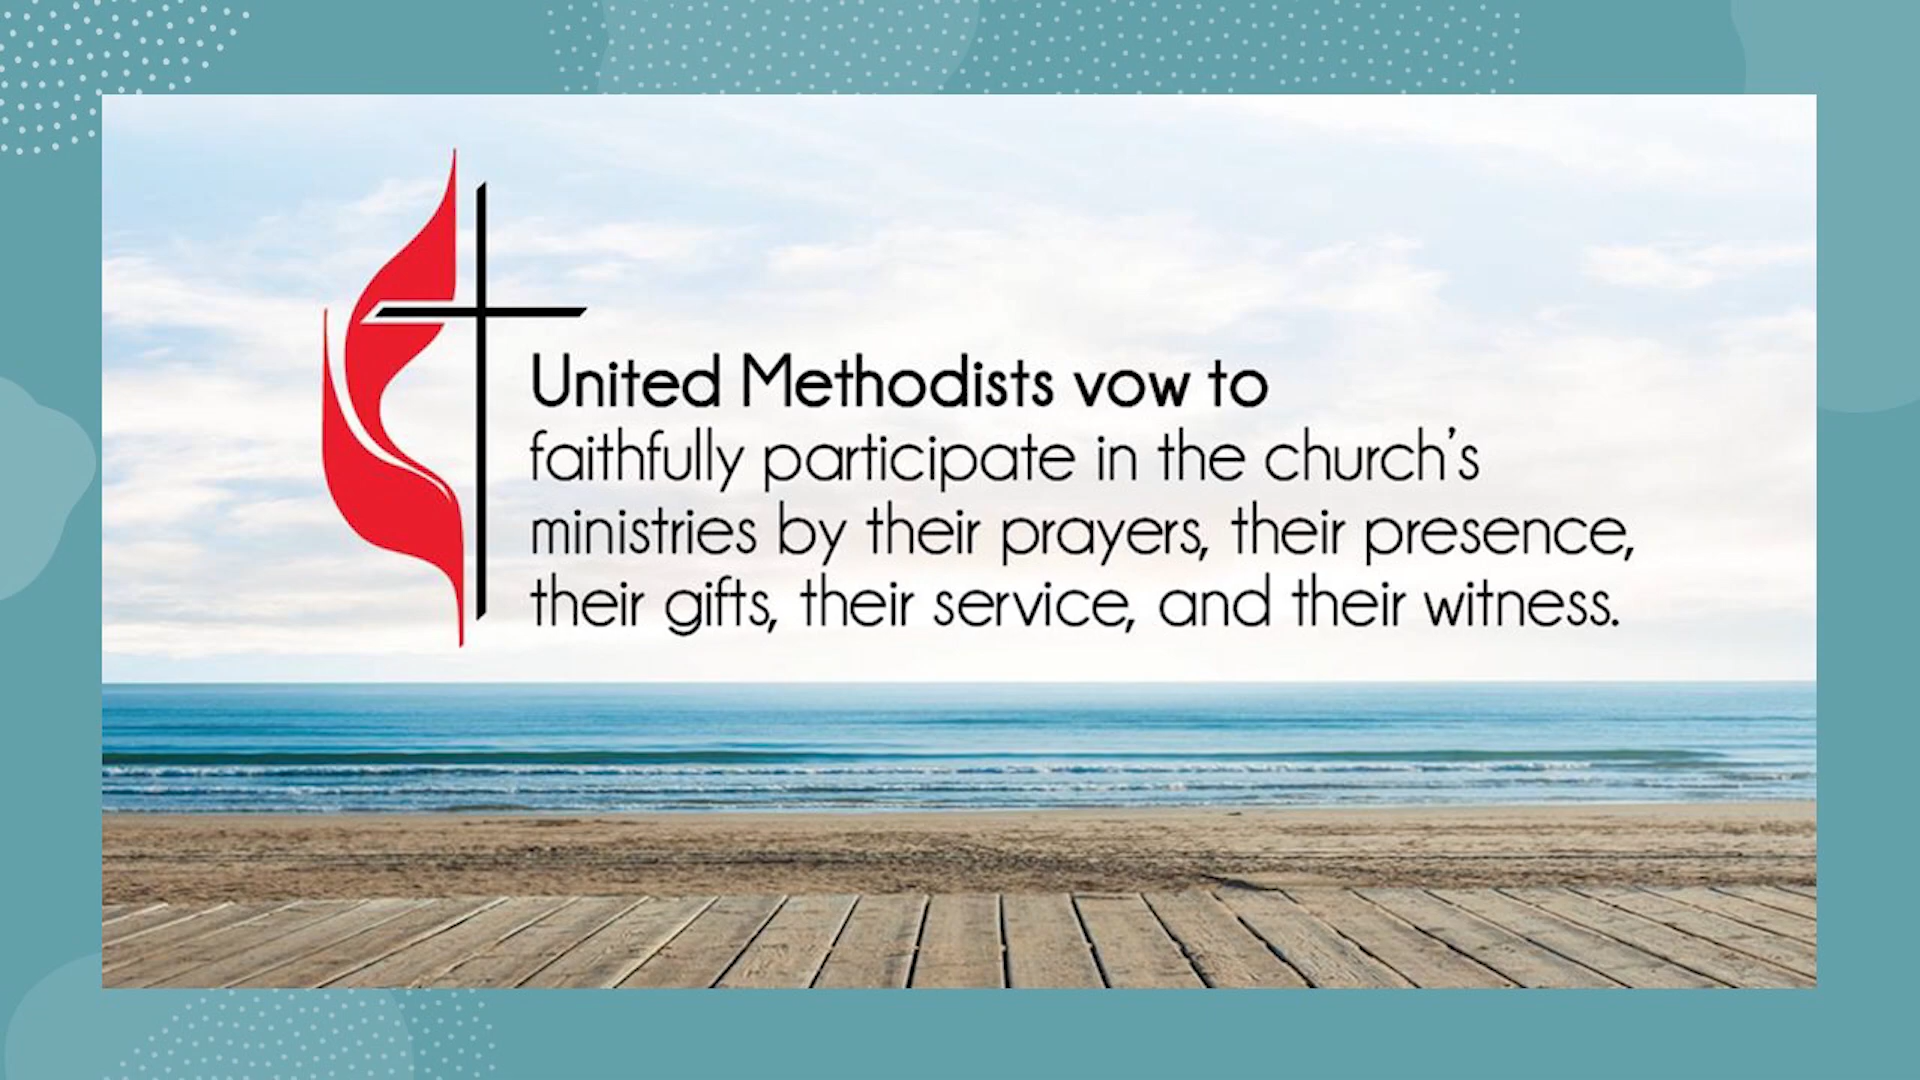 United Methodists vow to
faithfully participate in the church's
ministries by their prayers, their presence,
their gifts, their service, and their witness.